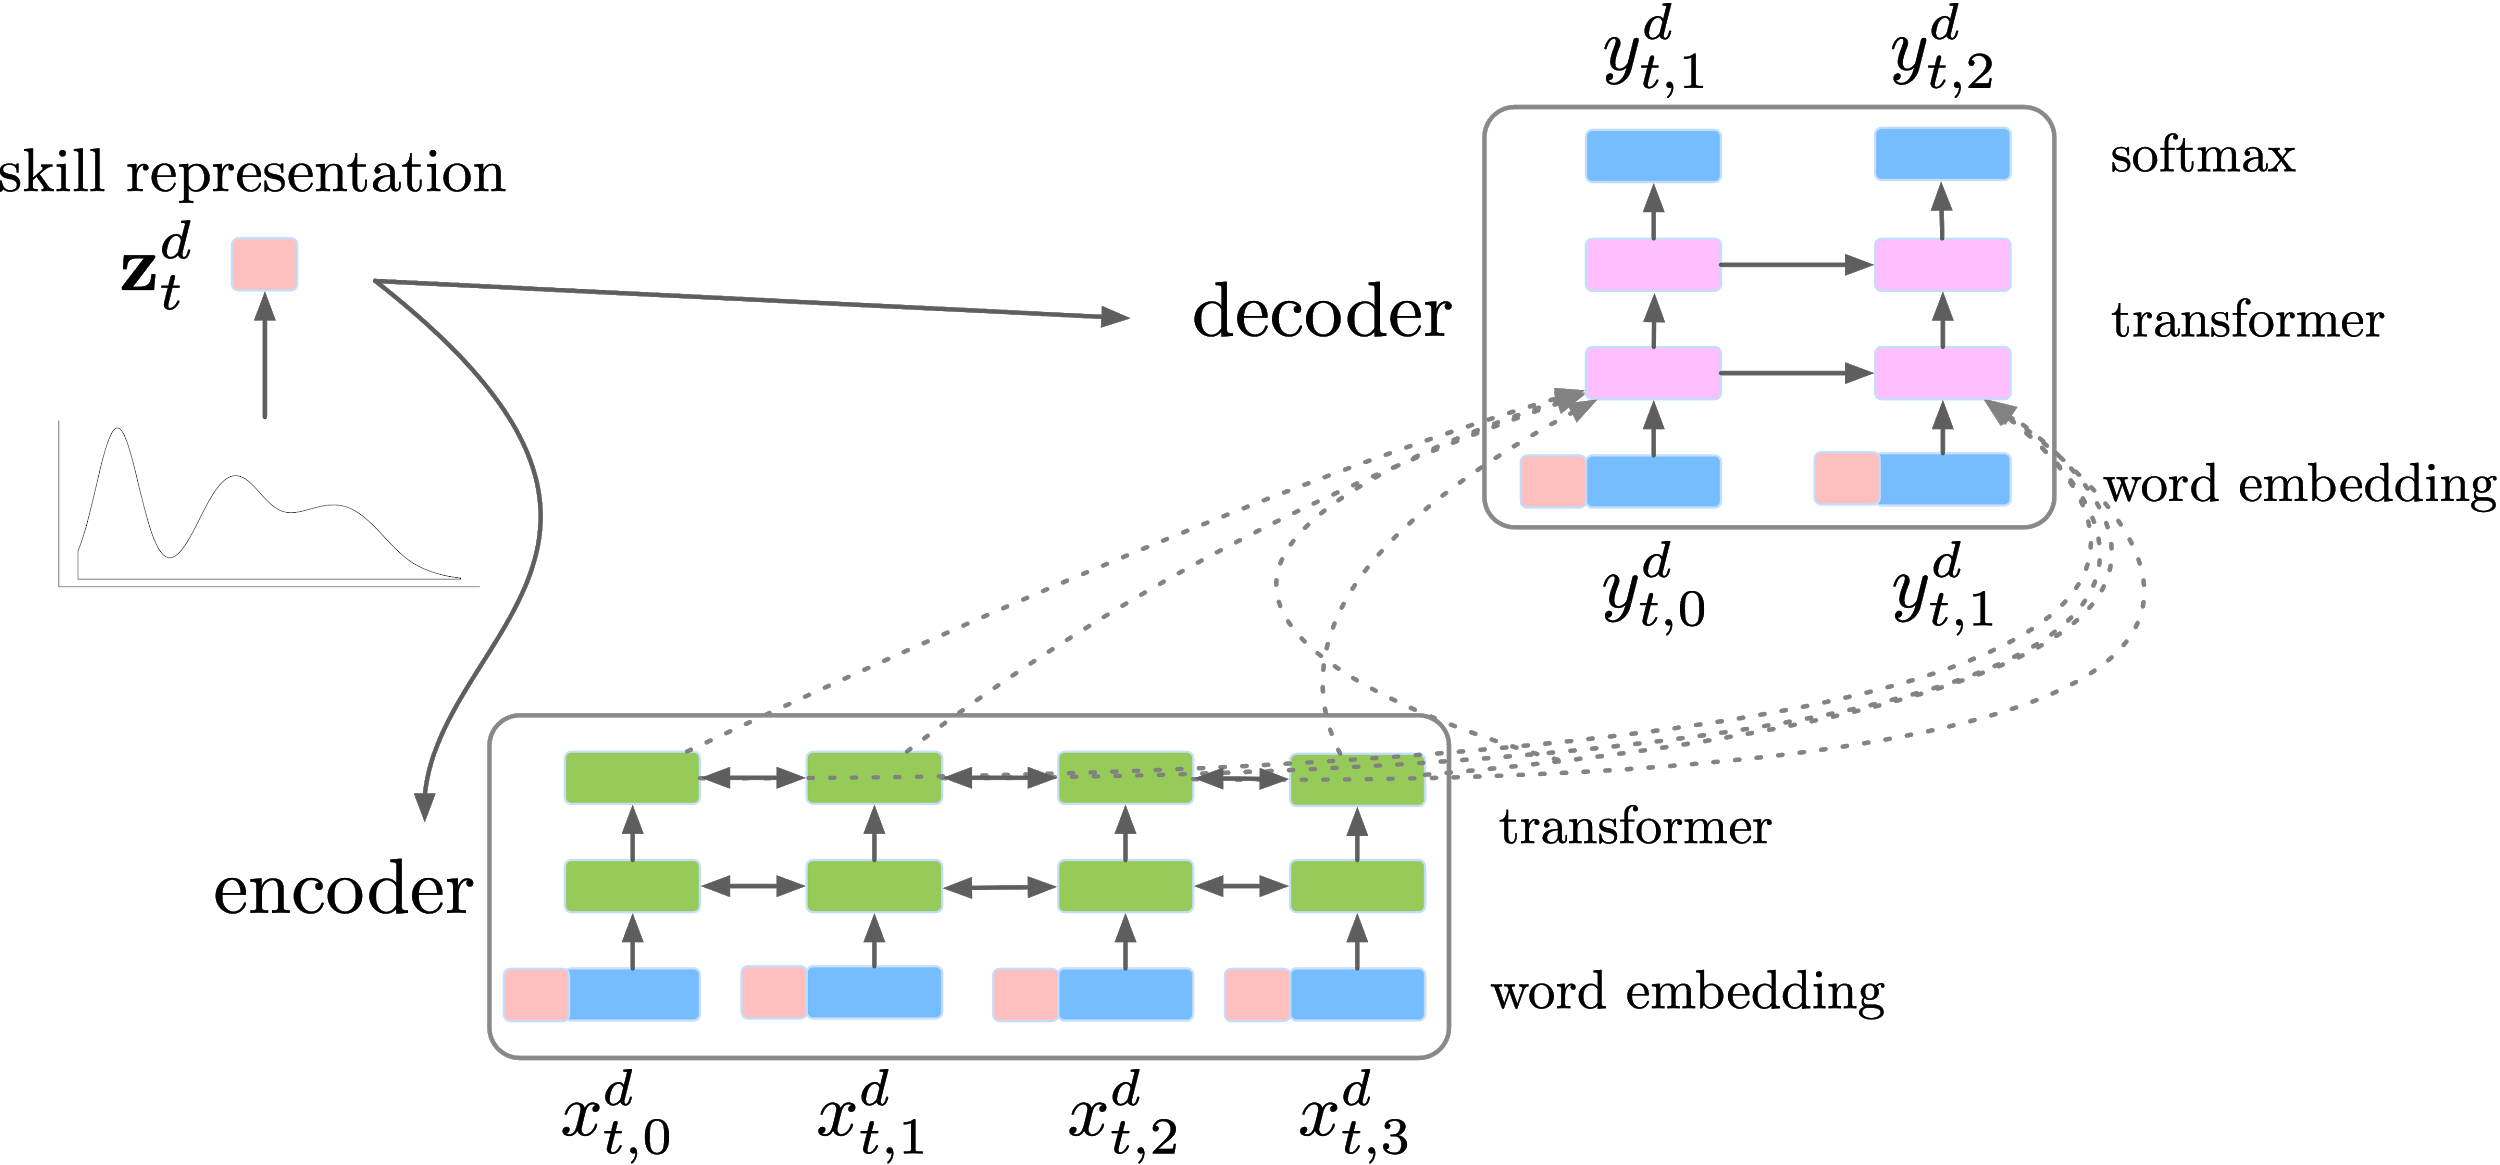 skill representation
z_t^d
y_{t,1}^d y_{t,2}^d
softmax
decoder
transformer
word embedding
y_{t,0}^d y_{t,1}^d
encoder
transformer
word embedding
x_{t,0}^d x_{t,1}^d x_{t,2}^d x_{t,3}^d